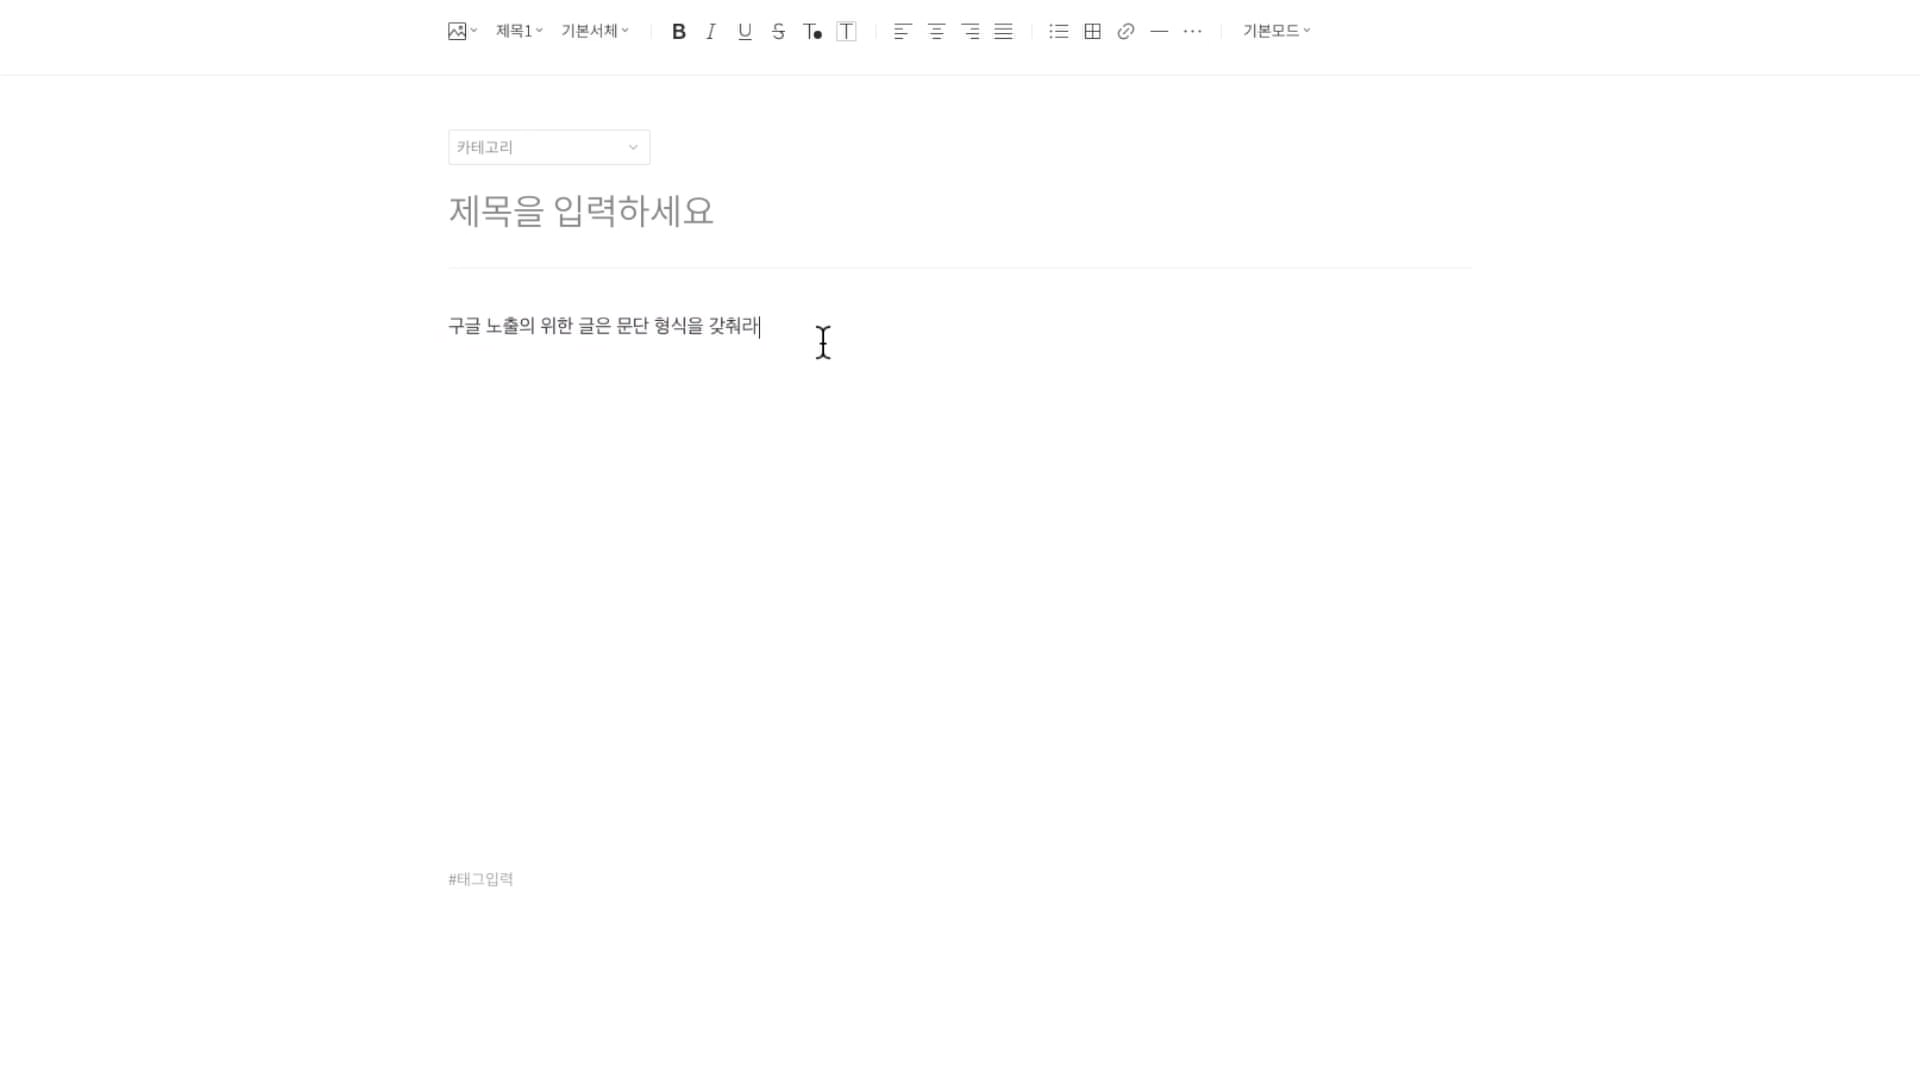 제목1 기본서체 B I U S T T 기본모드
카테고리
제목을 입력하세요
구글 노출의 위한 글은 문단 형식을 갖춰라
#태그입력